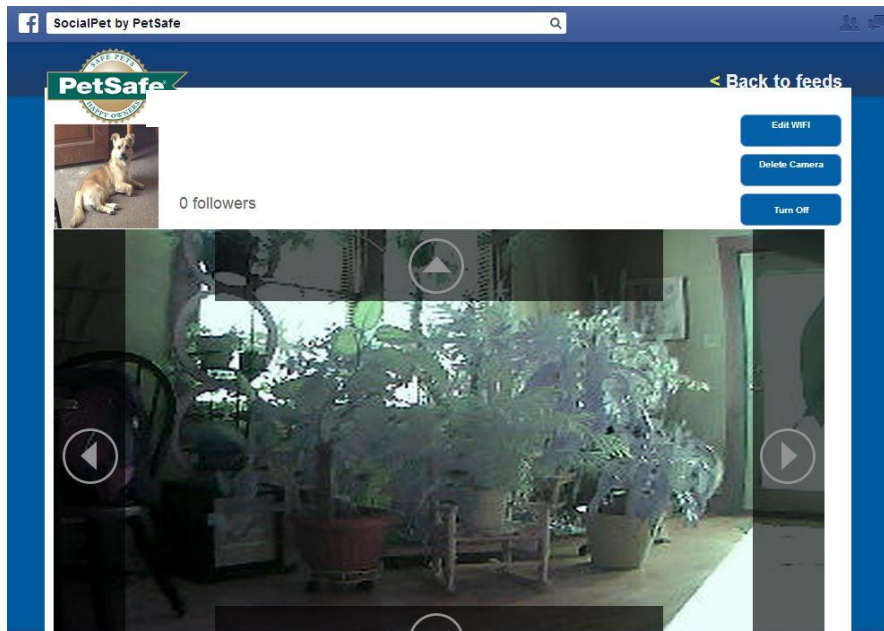 SocialPet by PetSafe
SAFE PETS
PetSafe
HAPPY OWNERS
< Back to feeds
Edit WIFI
Delete Camera
0 followers
Turn Off